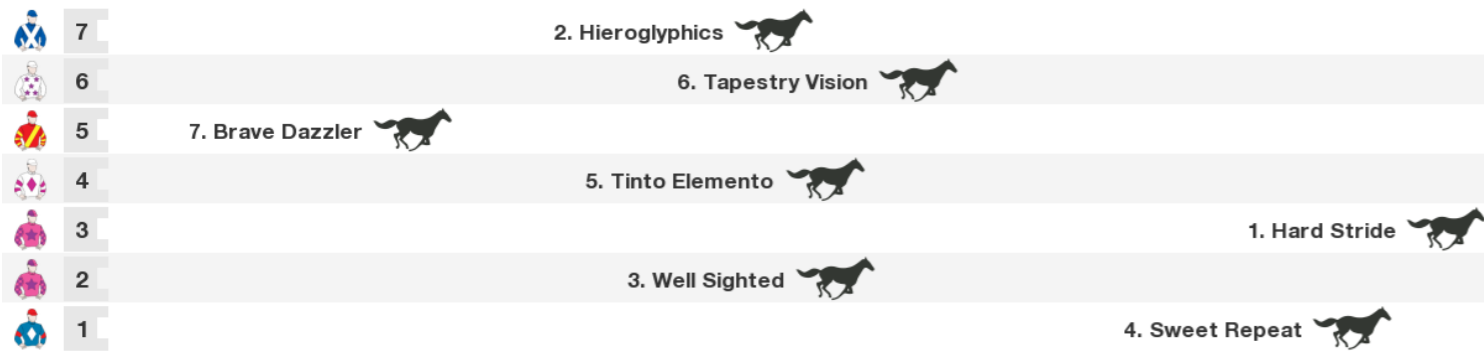 7 2. Hieroglyphics
6 6. Tapestry Vision
5 7. Brave Dazzler
4 5. Tinto Elemento
3 1. Hard Stride
2 3. Well Sighted
1 4. Sweet Repeat